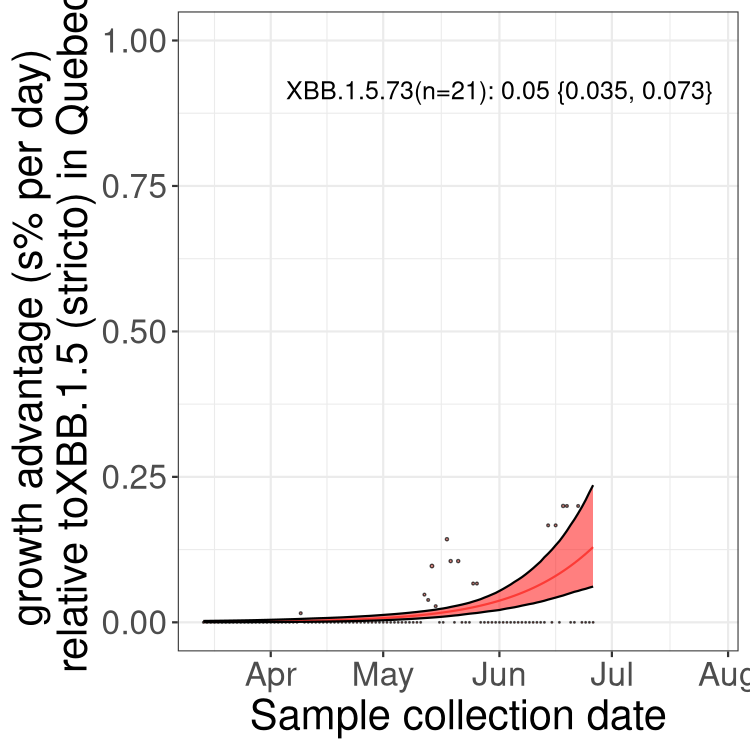 growth advantage (s% per day)
relative toXBB.1.5 (stricto) in Quebec
1.00
0.75
0.50
0.25
0.00
XBB.1.5.73(n=21): 0.05 {0.035, 0.073}
Apr May Jun Jul Aug
Sample collection date